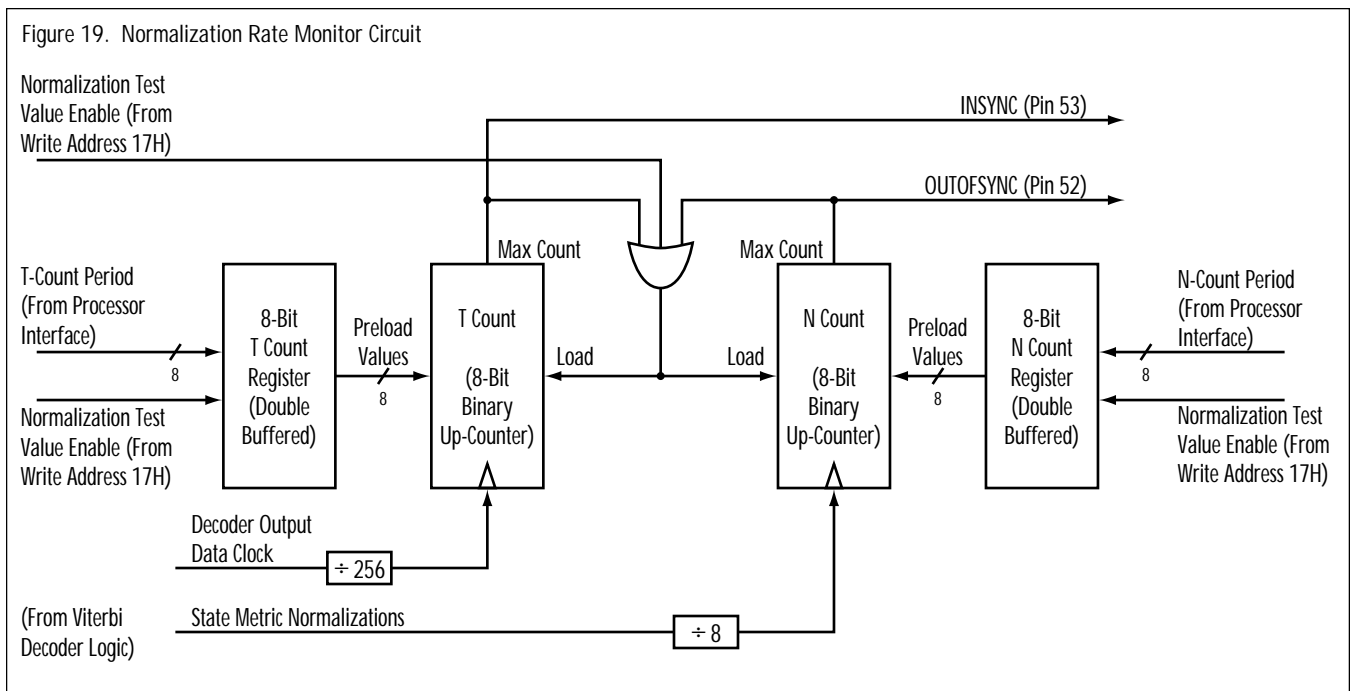 Figure 19. Normalization Rate Monitor Circuit
Normalization Test
Value Enable (From
Write Address 17H)
INSYNC (Pin 53)
OUTOFSYNC (Pin 52)
Max Count
Max Count
T-Count Period
(From Processor
Interface)
8
Normalization Test
Value Enable (From
Write Address 17H)
8-Bit
T Count
Register
(Double
Buffered)
Preload
Values
8
T Count
(8-Bit
Binary
Up-Counter)
Load
Load
N Count
(8-Bit
Binary
Up-Counter)
Preload
Values
8
8-Bit
N Count
Register
(Double
Buffered)
N-Count Period
(From Processor
Interface)
8
Normalization Test
Value Enable (From
Write Address 17H)
Decoder Output
Data Clock
÷ 256
(From Viterbi
Decoder Logic)
State Metric Normalizations
÷ 8